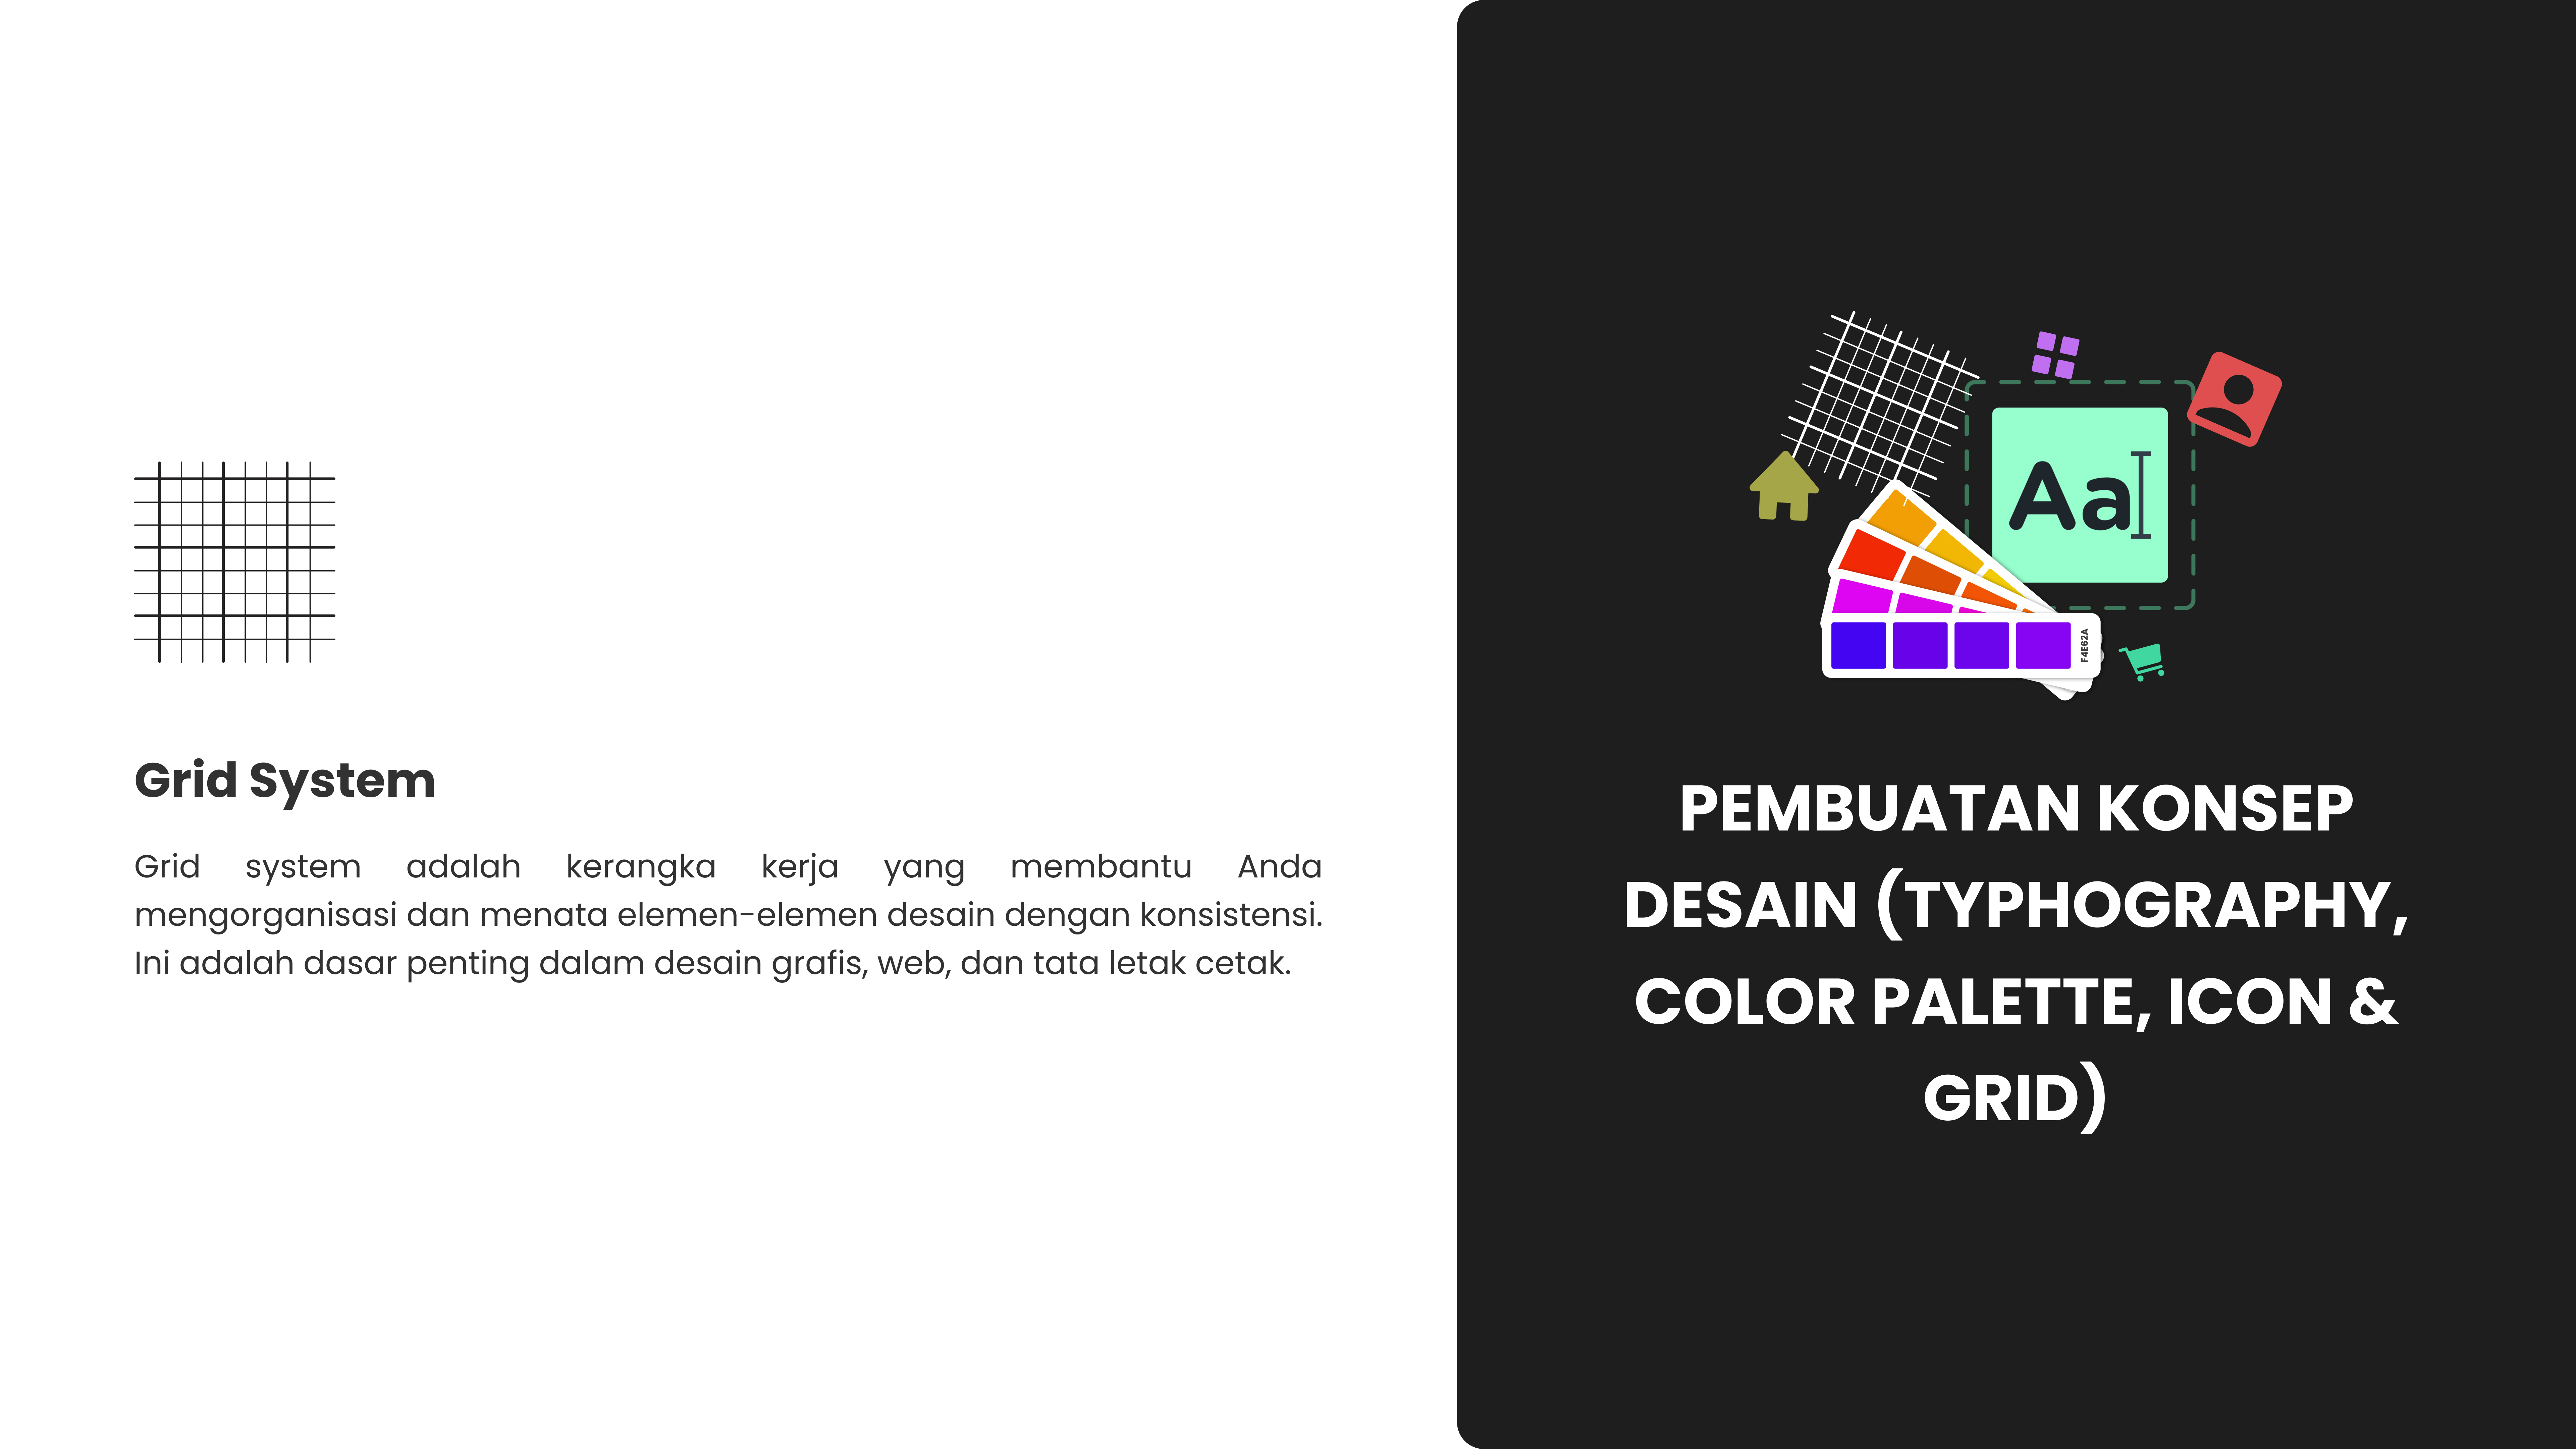 Grid System
Grid system adalah kerangka kerja yang membantu Anda
mengorganisasi dan menata elemen-elemen desain dengan konsistensi.
Ini adalah dasar penting dalam desain grafis, web, dan tata letak cetak.
Aa
F4E62A
PEMBUATAN KONSEP
DESAIN (TYPHOGRAPHY,
COLOR PALETTE, ICON &
GRID)